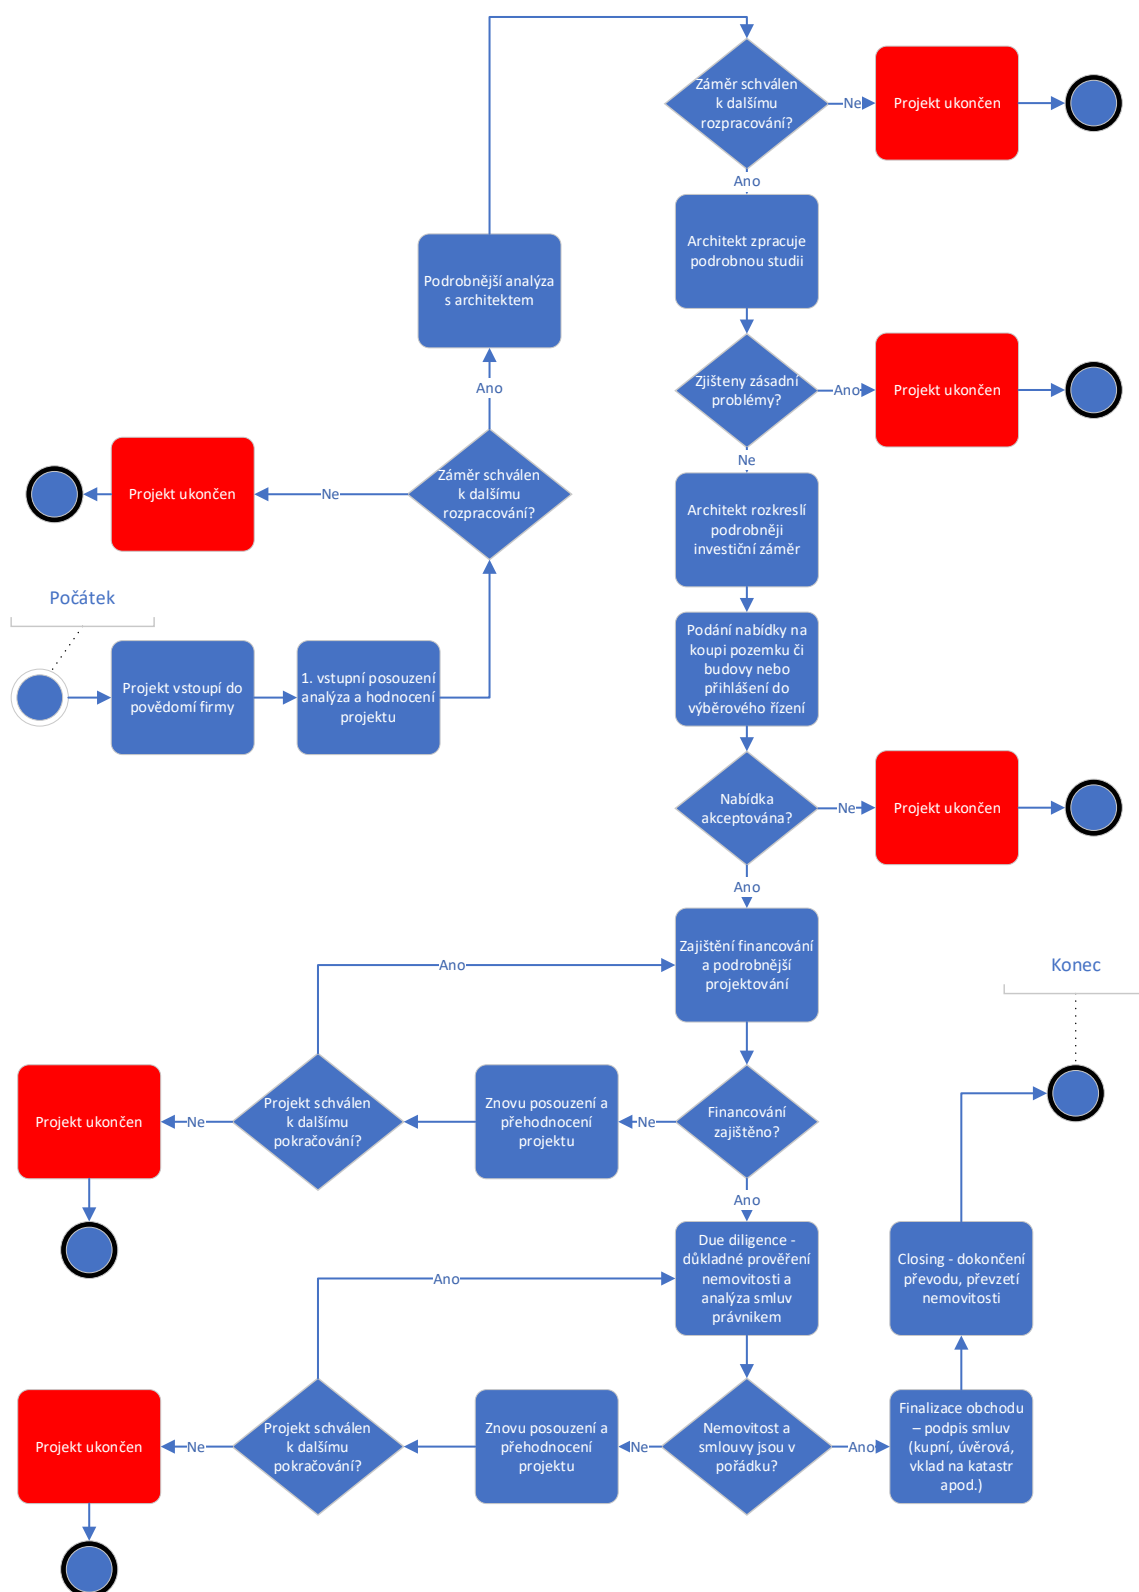 Záměr schválen
k dalšímu
rozpracování?
Ne
Projekt ukončen
Ano
Architekt zpracuje
podrobnou studii
Podrobnější analýza
s architektem
Zjišteny zásadní
problémy?
Ano
Projekt ukončen
Ano
Ne
Záměr schválen
k dalšímu
rozpracování?
Ne
Projekt ukončen
Architekt rozkreslí
podrobněji
investiční záměr
Počátek
Projekt vstoupí do
povědomí firmy
1. vstupní posouzení
analýza a hodnocení
projektu
Podání nabídky na
koupi pozemku či
budovy nebo
přihlášení do
výběrového řízení
Nabídka
akceptována?
Ne
Projekt ukončen
Ano
Zajištění financování
a podrobnější
projektování
Ano
Konec
Projekt ukončen
Ne
Projekt schválen
k dalšímu
pokračování?
Znovu posouzení a
přehodnocení
projektu
Ne
Financování
zajištěno?
Ano
Due diligence -
důkladné prověření
nemovitosti a
analýza smluv
právníkem
Closing - dokončení
převodu, převzetí
nemovitosti
Ano
Projekt ukončen
Ne
Projekt schválen
k dalšímu
pokračování?
Znovu posouzení a
přehodnocení
projektu
Ne
Nemovitost a
smlouvy jsou v
pořádku?
Ano
Finalizace obchodu
– podpis smluv
(kupní, úvěrová,
vklad na katastr
apod.)